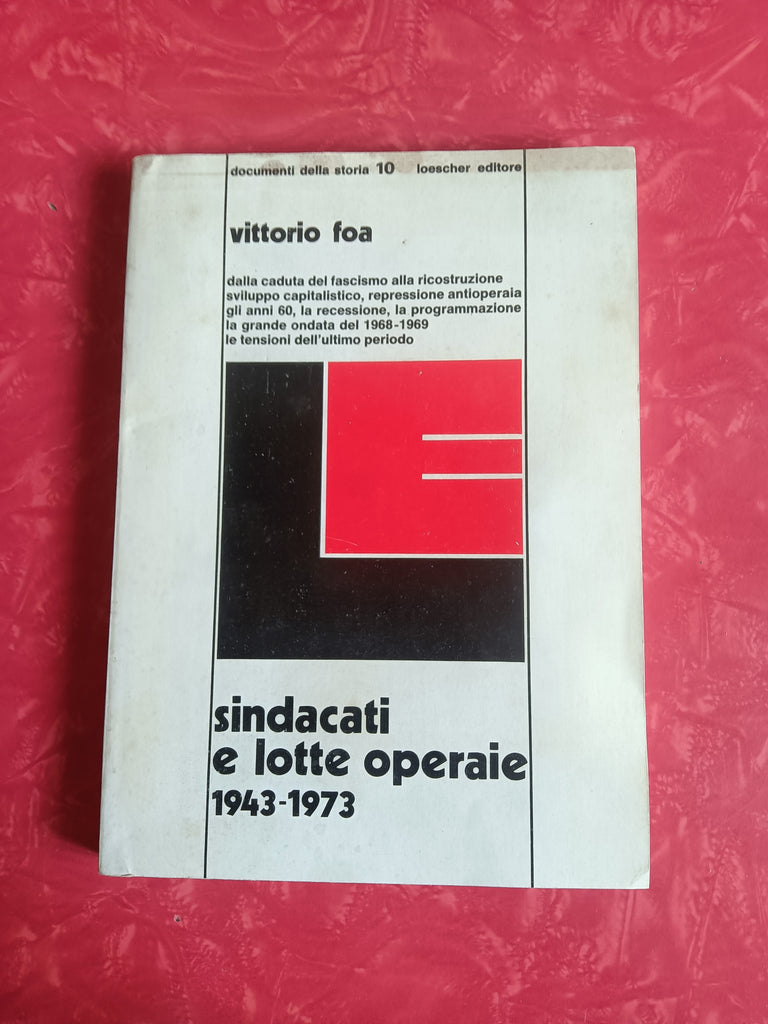 documenti della storia 10 loescher editore
vittorio foa
dalla caduta del fascismo alla ricostruzione
sviluppo capitalistico, repressione antioperaia
gli anni 60, la recessione, la programmazione
la grande ondata del 1968-1969
le tensioni dell'ultimo periodo
sindacati
e lotte operaie
1943-1973